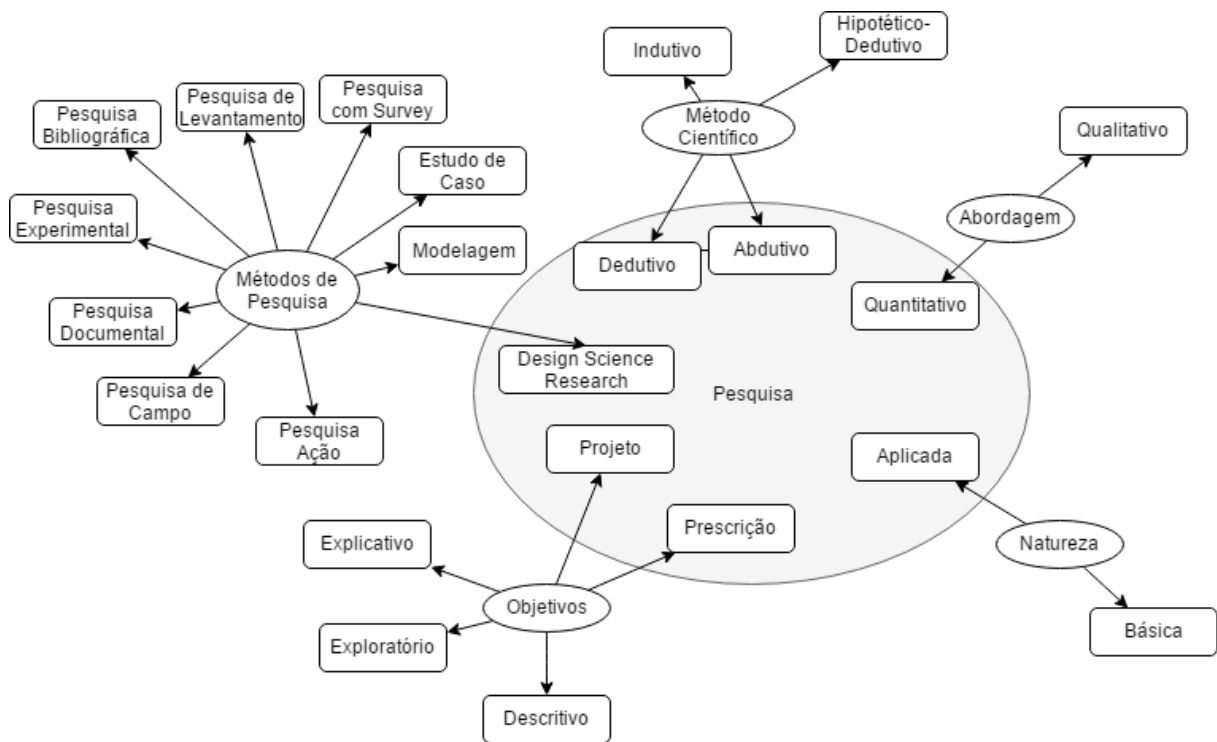 Hipotético-
Dedutivo
Indutivo
Pesquisa
com Survey
Pesquisa de
Levantamento
Pesquisa
Bibliográfica
Método
Científico
Qualitativo
Estudo de
Caso
Pesquisa
Experimental
Abordagem
Modelagem
Dedutivo
Abdutivo
Métodos de
Pesquisa
Quantitativo
Pesquisa
Documental
Design Science
Research
Pesquisa
Pesquisa de
Campo
Pesquisa
Ação
Projeto
Aplicada
Prescrição
Explicativo
Natureza
Objetivos
Exploratório
Básica
Descritivo